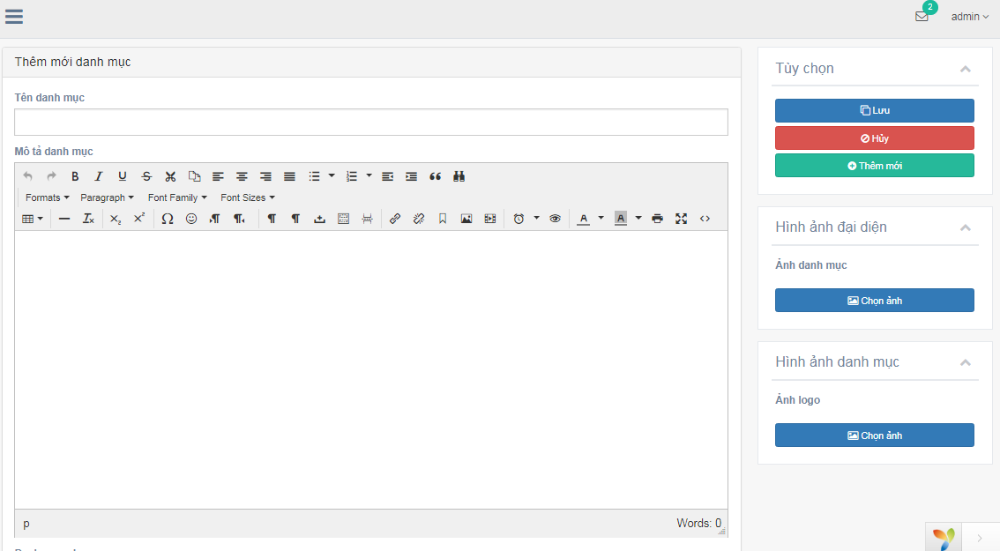 2
admin
Thêm mới danh mục
Tên danh mục
Mô tả danh mục
Formats Paragraph Font Family Font Sizes
p
Words: 0
Tùy chọn
Lưu
Hủy
Thêm mới
Hình ảnh đại diện
Ảnh danh mục
Chọn ảnh
Hình ảnh danh mục
Ảnh logo
Chọn ảnh